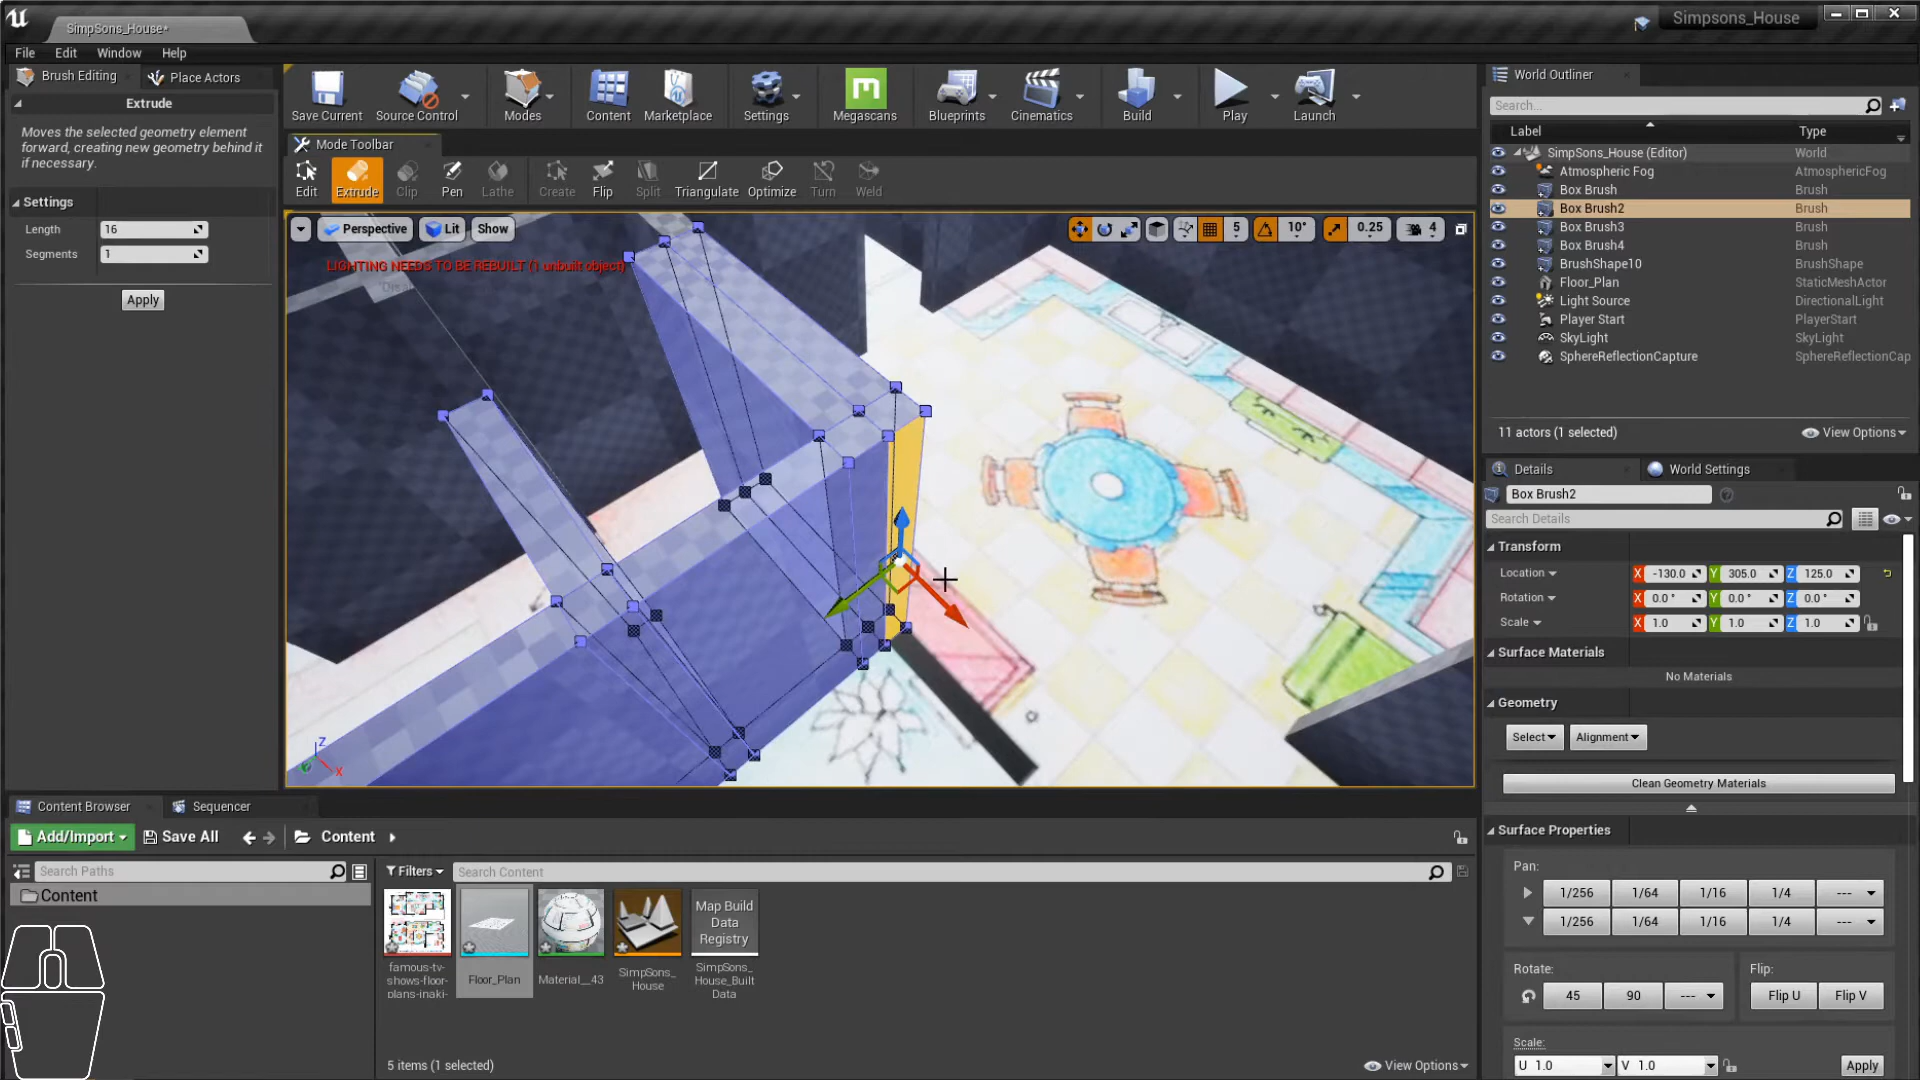 SimpSons_House*
Simpsons_House
File Edit Window Help
Brush Editing
Place Actors
Extrude
Moves the selected geometry element
forward, creating new geometry behind it
if necessary.
Settings
Length 16
Segments 1
Apply
Save Current
Source Control
Modes
Content
Marketplace
Settings
Megascans
Blueprints
Cinematics
Build
Play
Launch
Mode Toolbar
Edit Extrude Clip Pen Lathe Create Flip Split Triangulate Optimize Turn Weld
Perspective Lit Show
5 10° 0.25 4
LIGHTING NEEDS TO BE REBUILT (1 unbuilt object)
Z
X
World Outliner
Search...
Label Type
SimpSons_House (Editor) World
Atmospheric Fog AtmosphericFog
Box Brush Brush
Box Brush2 Brush
Box Brush3 Brush
Box Brush4 Brush
BrushShape10 BrushShape
Floor_Plan StaticMeshActor
Light Source DirectionalLight
Player Start PlayerStart
SkyLight SkyLight
SphereReflectionCapture SphereReflectionCap
11 actors (1 selected) View Options
Details
World Settings
Box Brush2
Search Details
Transform
Location X -130.0 Y 305.0 Z 125.0
Rotation X 0.0° Y 0.0° Z 0.0°
Scale X 1.0 Y 1.0 Z 1.0
Surface Materials
No Materials
Geometry
Select Alignment
Clean Geometry Materials
Surface Properties
Pan:
1/256 1/64 1/16 1/4 ---
1/256 1/64 1/16 1/4 ---
Rotate: Flip:
45 90 --- Flip U Flip V
Scale:
U 1.0 V 1.0 Apply
Content Browser
Sequencer
Add/Import Save All Content
Search Paths
Filters Search Content
Content
famous-tv-
shows-floor-
plans-inaki-
Floor_Plan
Material__43
SimpSons_
House
Map Build
Data
Registry
SimpSons_
House_Built
Data
5 items (1 selected) View Options